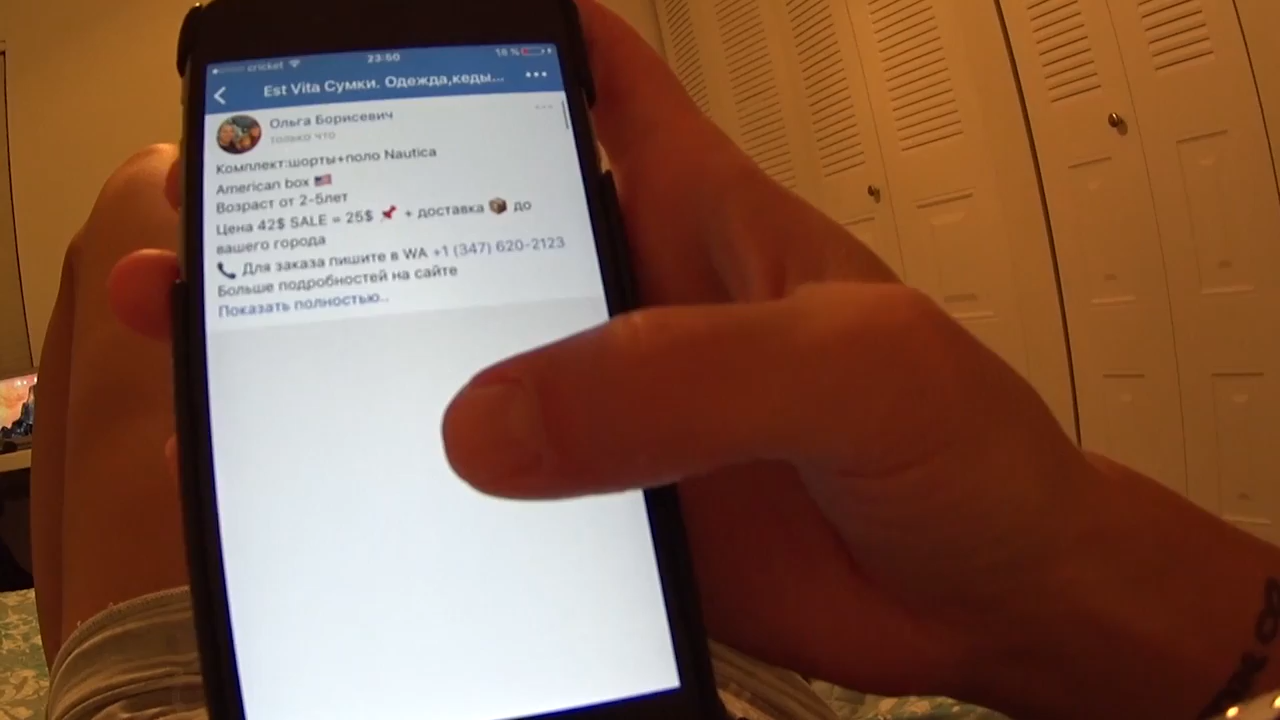 cricket 23:50 18 %
Est Vita Сумки. Одежда,кеды...
Ольга Борисевич
только что
Комплект:шорты+поло Nautica
American box 🇺🇸
Возраст от 2-5лет
Цена 42$ SALE = 25$ 📌 + доставка 📦 до
вашего города
📞 Для заказа пишите в WA +1 (347) 620-2123
Больше подробностей на сайте
Показать полностью..